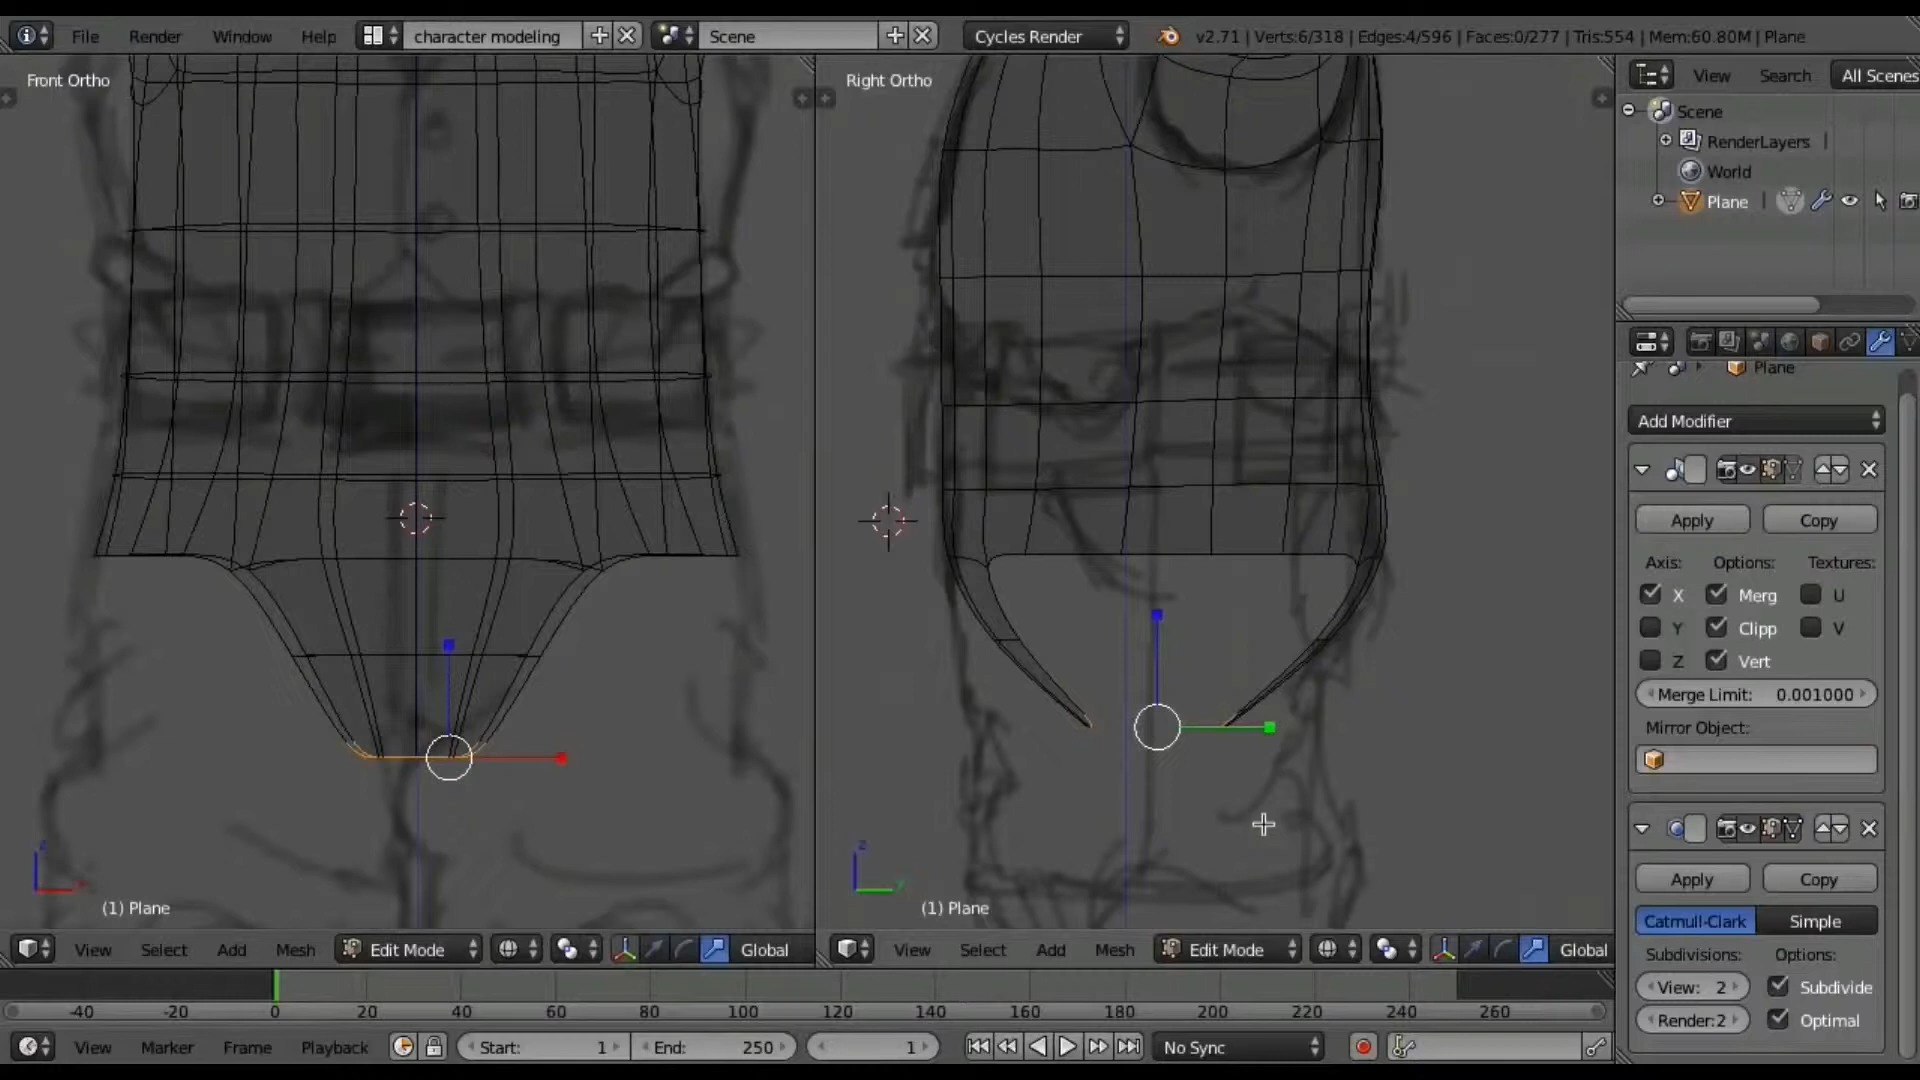 File Render Window Help character modeling Scene Cycles Render v2.71 | Verts:6/318 | Edges:4/596 | Faces:0/277 | Tris:554 | Mem:60.80M | Plane
Front Ortho
Right Ortho
View Search All Scenes
Scene
RenderLayers
World
Plane
Plane
Add Modifier
Apply Copy
Axis: Options: Textures:
X Merg U
Y Clipp V
Z Vert
Merge Limit: 0.001000
Mirror Object:
Apply Copy
Catmull-Clark Simple
Subdivisions: Options:
View: 2 Subdivide
Render:2 Optimal
z
z y
(1) Plane
(1) Plane
View Select Add Mesh Edit Mode Global
View Select Add Mesh Edit Mode Global
-40 -20 0 20 40 60 80 100 120 140 160 180 200 220 240 260
View Marker Frame Playback Start: 1 End: 250 1 No Sync